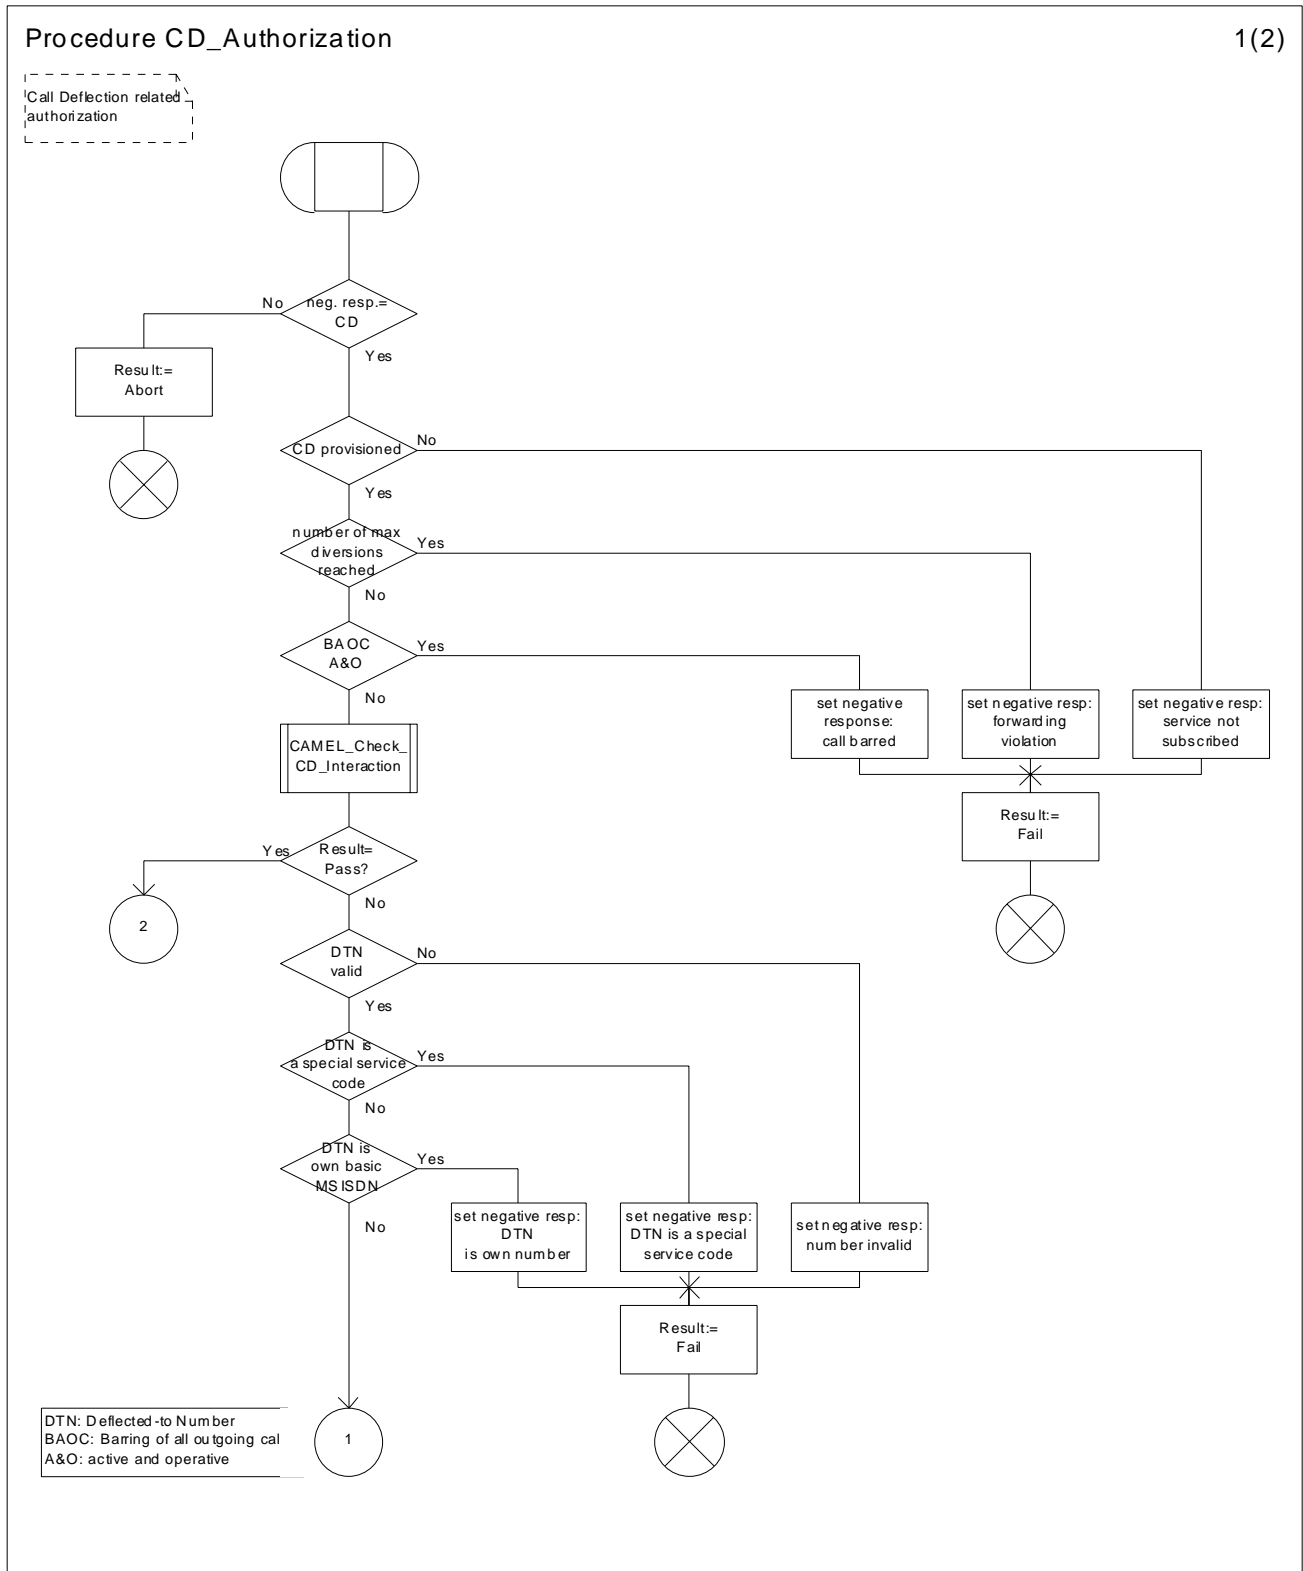 Procedure CD_Authorization
1(2)
Call Deflection related
authorization
neg. resp.=
CD
No
Yes
Result:=
Abort
CD provisioned
No
Yes
number of max
diversions
reached
Yes
No
BAOC
A&O
Yes
No
set negative
response:
call barred
set negative resp:
forwarding
violation
set negative resp:
service not
subscribed
CAMEL_Check_
CD_Interaction
Result:=
Fail
Result=
Pass?
Yes
No
2
DTN
valid
No
Yes
DTN is
a special service
code
Yes
No
DTN is
own basic
MSISDN
Yes
No
set negative resp:
DTN
is own number
set negative resp:
DTN is a special
service code
set negative resp:
number invalid
Result:=
Fail
1
DTN: Deflected-to Number
BAOC: Barring of all outgoing cal
A&O: active and operative